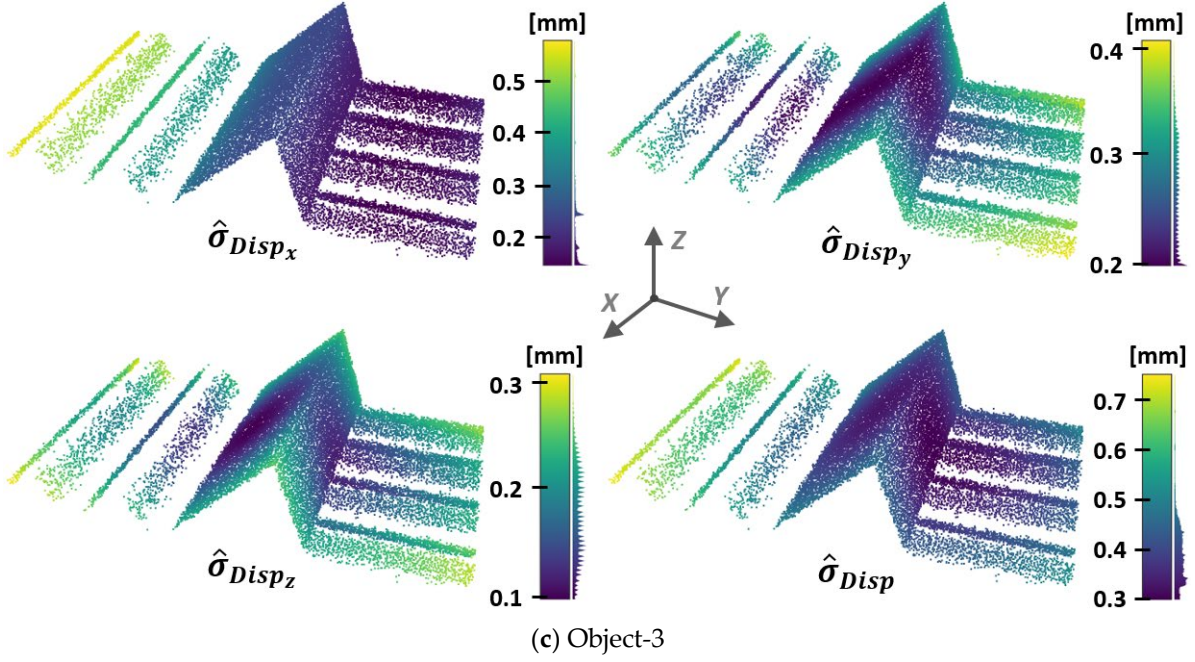 [mm]
0.5
0.4
0.3
0.2
σ̂ Disp_x
[mm]
0.4
0.3
0.2
σ̂ Disp_y
Z
X
Y
[mm]
0.3
0.2
0.1
σ̂ Disp_z
[mm]
0.7
0.6
0.5
0.4
0.3
σ̂ Disp
(c) Object-3